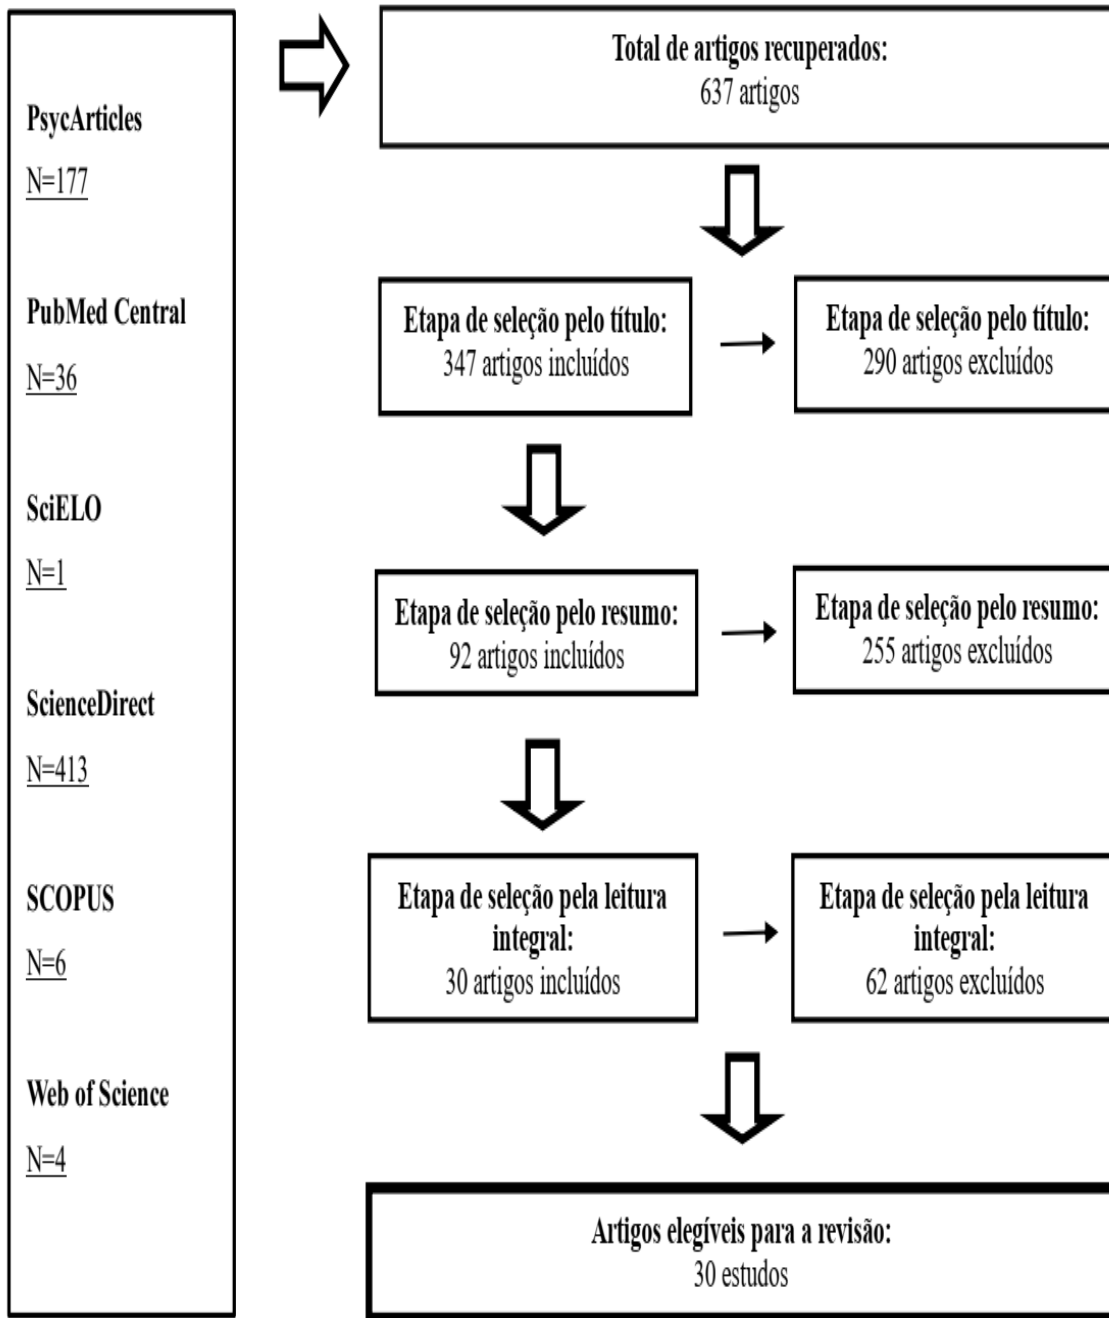 PsycArticles
N=177
PubMed Central
N=36
SciELO
N=1
ScienceDirect
N=413
SCOPUS
N=6
Web of Science
N=4
Total de artigos recuperados:
637 artigos
Etapa de seleção pelo título:
347 artigos incluídos
Etapa de seleção pelo título:
290 artigos excluídos
Etapa de seleção pelo resumo:
92 artigos incluídos
Etapa de seleção pelo resumo:
255 artigos excluídos
Etapa de seleção pela leitura
integral:
30 artigos incluídos
Etapa de seleção pela leitura
integral:
62 artigos excluídos
Artigos elegíveis para a revisão:
30 estudos